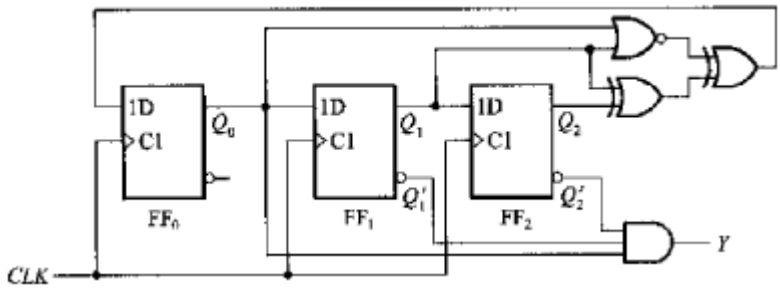 1D
Q₀
1D
Q₁
1D
Q₂
C1
C1
C1
Q₁′
Q₂′
FF₀
FF₁
FF₂
Y
CLK